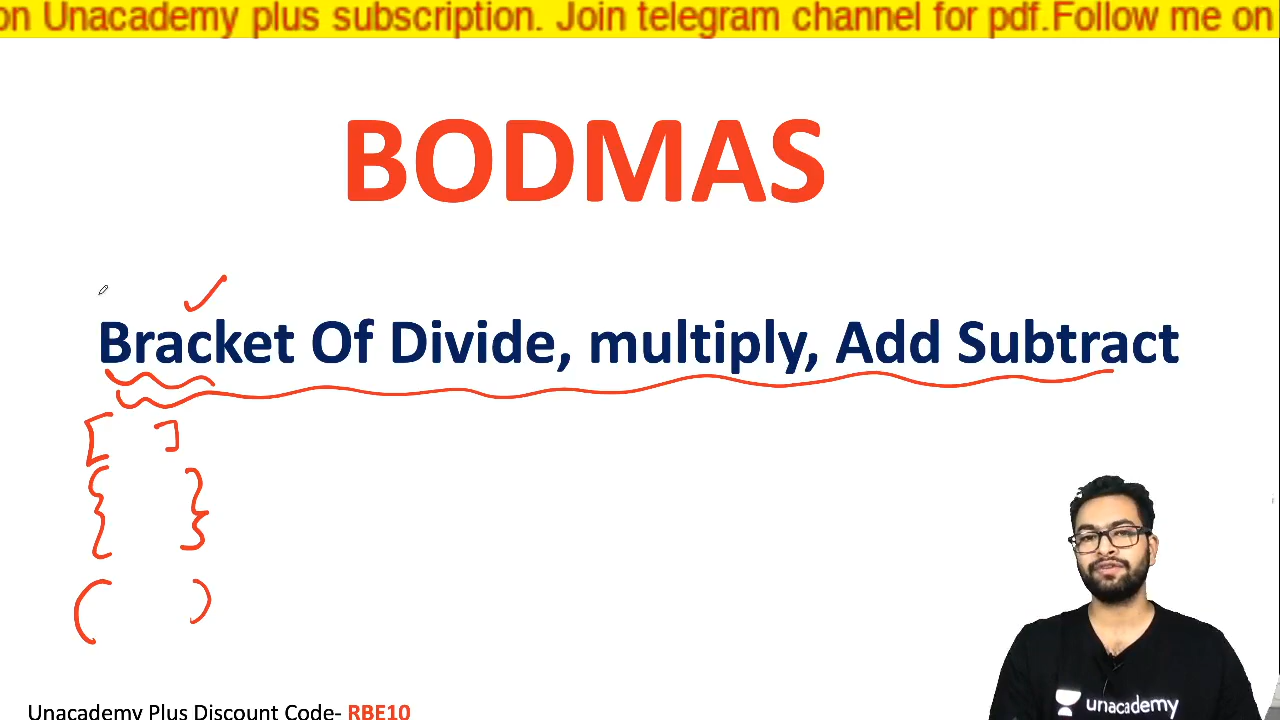 on Unacademy plus subscription. Join telegram channel for pdf.Follow me on
BODMAS
Bracket Of Divide, multiply, Add Subtract
[ ]
{ }
( )
unacademy
Unacademy Plus Discount Code- RBE10